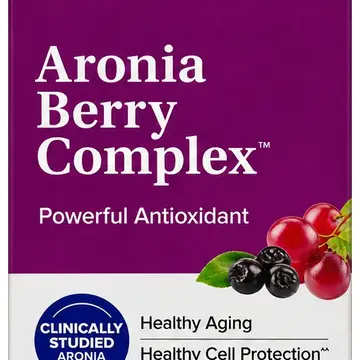 Aronia
Berry
Complex™
Powerful Antioxidant
CLINICALLY
STUDIED
ARONIA
Healthy Aging
Healthy Cell Protection^^